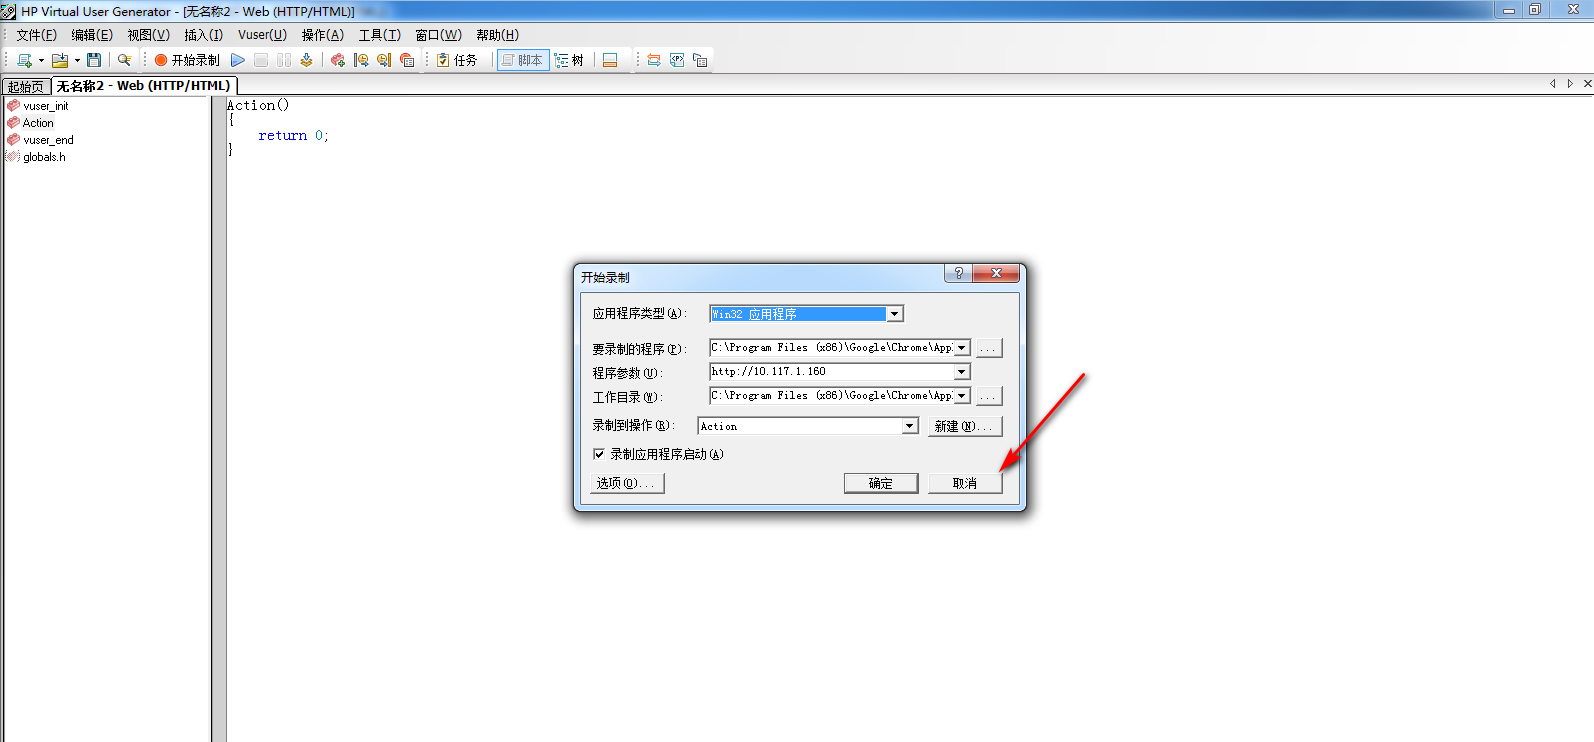 HP Virtual User Generator - [无名称2 - Web (HTTP/HTML)]
文件(F) 编辑(E) 视图(V) 插入(I) Vuser(U) 操作(A) 工具(T) 窗口(W) 帮助(H)
开始录制 任务 脚本 树
起始页 无名称2 - Web (HTTP/HTML)
vuser_init
Action
vuser_end
globals.h
Action()
{
return 0;
}
开始录制
应用程序类型(A): Win32 应用程序
要录制的程序(P): C:\Program Files (x86)\Google\Chrome\App ...
程序参数(U): http://10.117.1.160
工作目录(W): C:\Program Files (x86)\Google\Chrome\App ...
录制到操作(R): Action 新建(N)...
录制应用程序启动(A)
选项(O)... 确定 取消